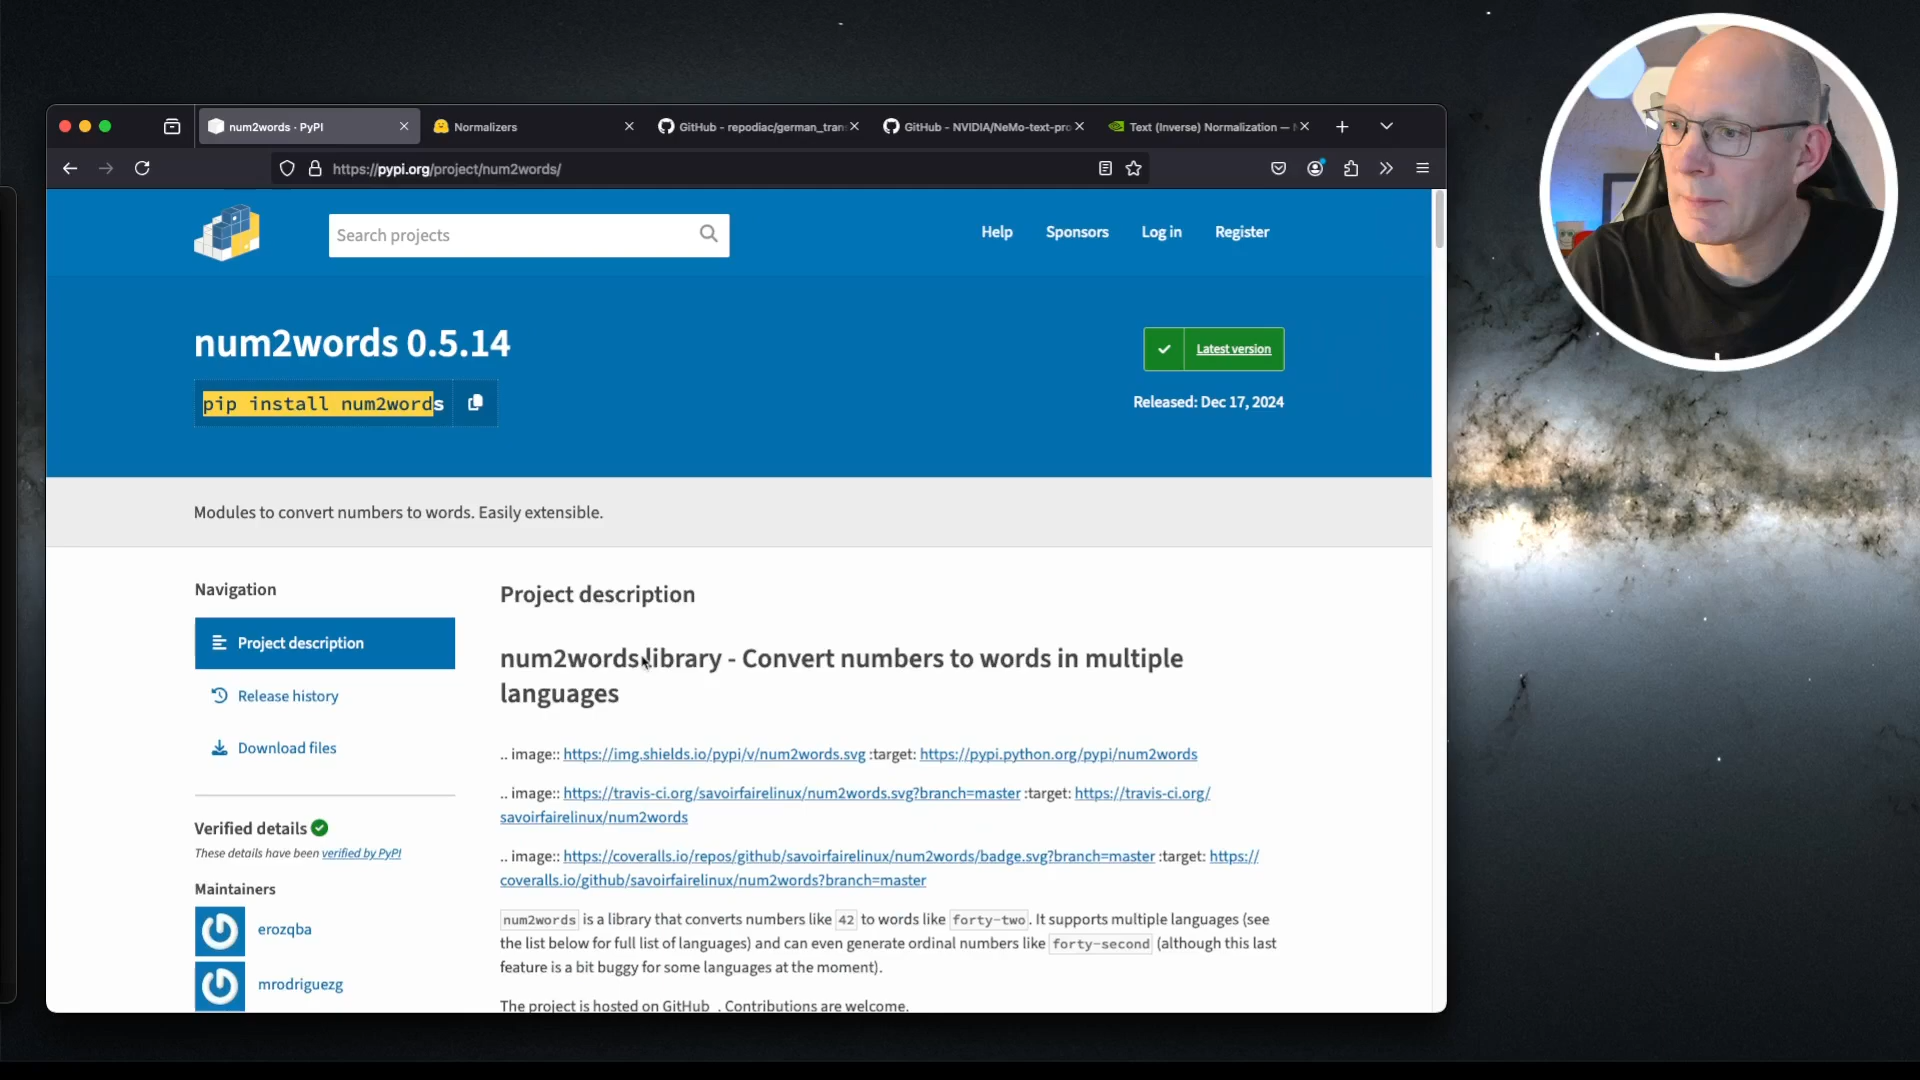 num2words · PyPI
Normalizers
GitHub - repodiac/german_tran
GitHub - NVIDIA/NeMo-text-pro
Text (Inverse) Normalization —
https://pypi.org/project/num2words/
Search projects
Help
Sponsors
Log in
Register
num2words 0.5.14
Latest version
pip install num2words
Released: Dec 17, 2024
Modules to convert numbers to words. Easily extensible.
Navigation
Project description
Release history
Download files
Verified details
These details have been verified by PyPI
Maintainers
erozqba
mrodriguezg
Project description
num2words library - Convert numbers to words in multiple
languages
.. image:: https://img.shields.io/pypi/v/num2words.svg :target: https://pypi.python.org/pypi/num2words
.. image:: https://travis-ci.org/savoirfairelinux/num2words.svg?branch=master :target: https://travis-ci.org/
savoirfairelinux/num2words
.. image:: https://coveralls.io/repos/github/savoirfairelinux/num2words/badge.svg?branch=master :target: https://
coveralls.io/github/savoirfairelinux/num2words?branch=master
num2words is a library that converts numbers like 42 to words like forty-two. It supports multiple languages (see
the list below for full list of languages) and can even generate ordinal numbers like forty-second (although this last
feature is a bit buggy for some languages at the moment).
The project is hosted on GitHub_. Contributions are welcome.